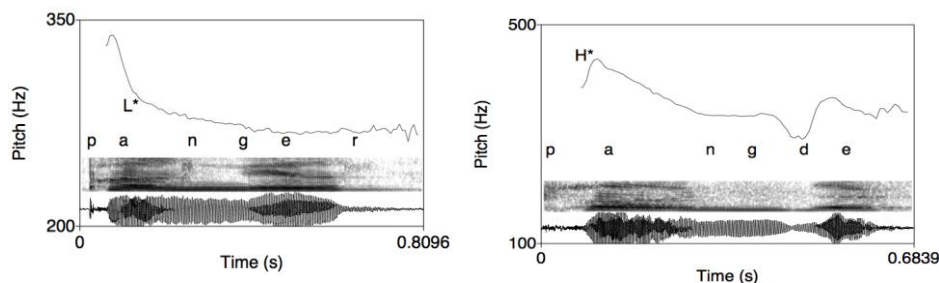 350
Pitch (Hz)
L*
p a n g e r
200
0
0.8096
Time (s)
500
Pitch (Hz)
H*
p a n g d e
100
0
0.6839
Time (s)